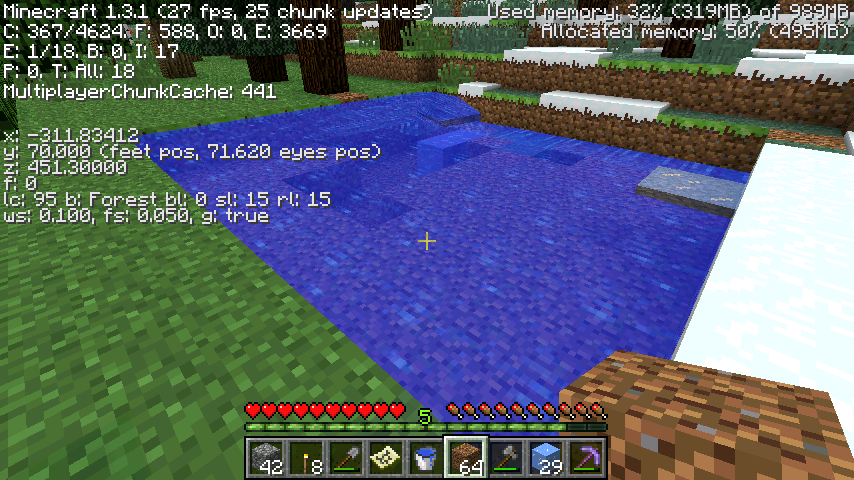 Minecraft 1.3.1 (27 fps, 25 chunk updates)
Used memory: 32% (319MB) of 989MB
C: 367/4624. F: 588, O: 0, E: 3669
Allocated memory: 50% (495MB)
E: 1/18. B: 0, I: 17
P: 0, T: All: 18
MultiplayerChunkCache: 441
x: -311.83412
y: 70.000 (feet pos, 71.620 eyes pos)
z: 451.30000
f: 0
lc: 95 b: Forest bl: 0 sl: 15 rl: 15
ws: 0.100, fs: 0.050, g: true
5
42 8 64 29